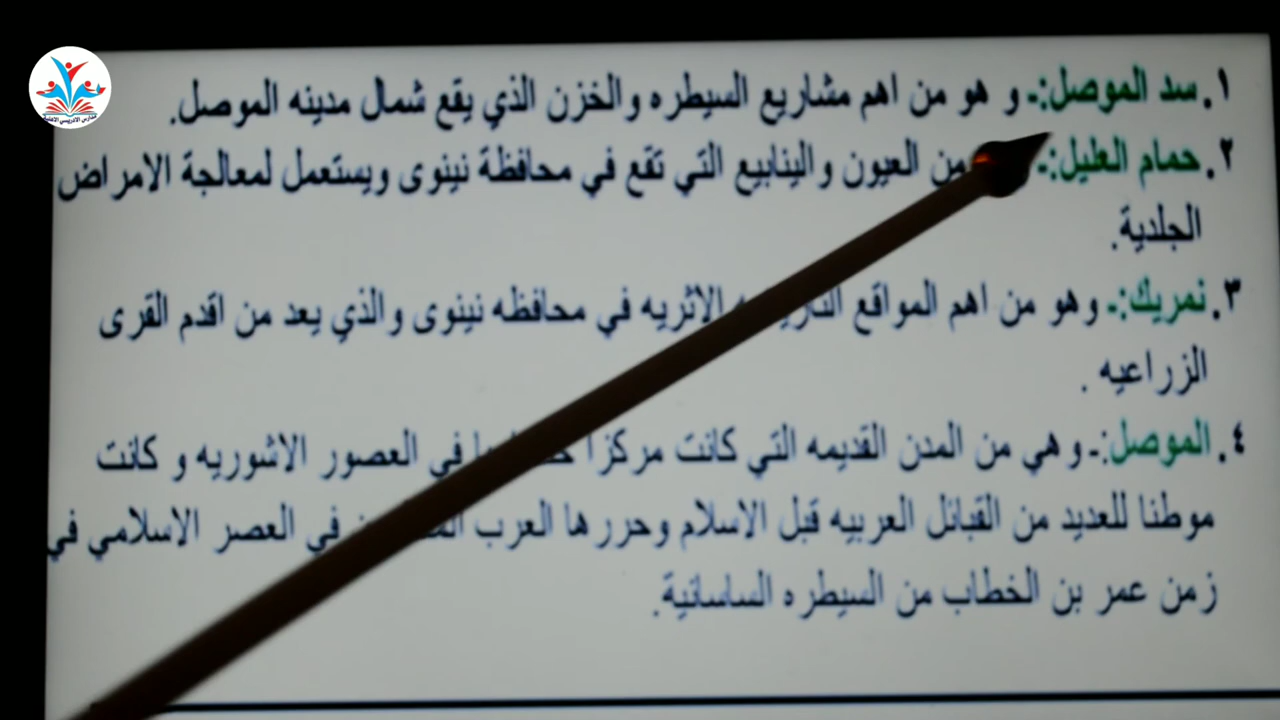 ١. سد الموصل:- و هو من اهم مشاريع السيطره والخزن الذي يقع شمال مدينه الموصل.
٢. حمام العليل:- من العيون والينابيع التي تقع في محافظة نينوى ويستعمل لمعالجة الامراض
الجلدية.
٣. نمريك:- وهو من اهم المواقع الاثريه في محافظه نينوى والذي يعد من اقدم القرى
الزراعيه .
٤. الموصل:- وهي من المدن القديمه التي كانت مركزا في العصور الاشوريه و كانت
موطنا للعديد من القبائل العربيه قبل الاسلام وحررها العرب في العصر الاسلامي في
زمن عمر بن الخطاب من السيطره الساسانية.